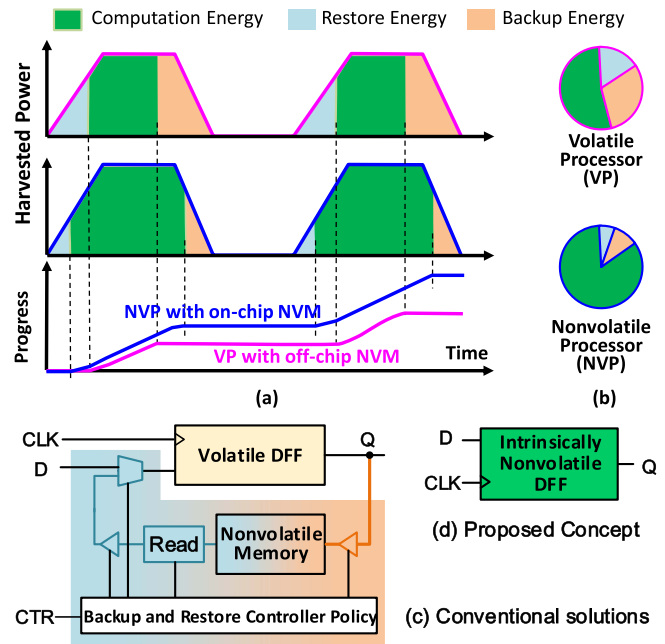 Computation Energy
Restore Energy
Backup Energy
Harvested Power
Volatile
Processor
(VP)
Progress
NVP with on-chip NVM
VP with off-chip NVM
Time
Nonvolatile
Processor
(NVP)
(a)
(b)
CLK
D
Volatile DFF
Q
Read
Nonvolatile
Memory
CTR
Backup and Restore Controller Policy
(c) Conventional solutions
D
CLK
Intrinsically
Nonvolatile
DFF
Q
(d) Proposed Concept